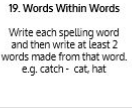 19. Words Within Words
Write each spelling word
and then write at least 2
words made from that word.
e.g. catch - cat, hat